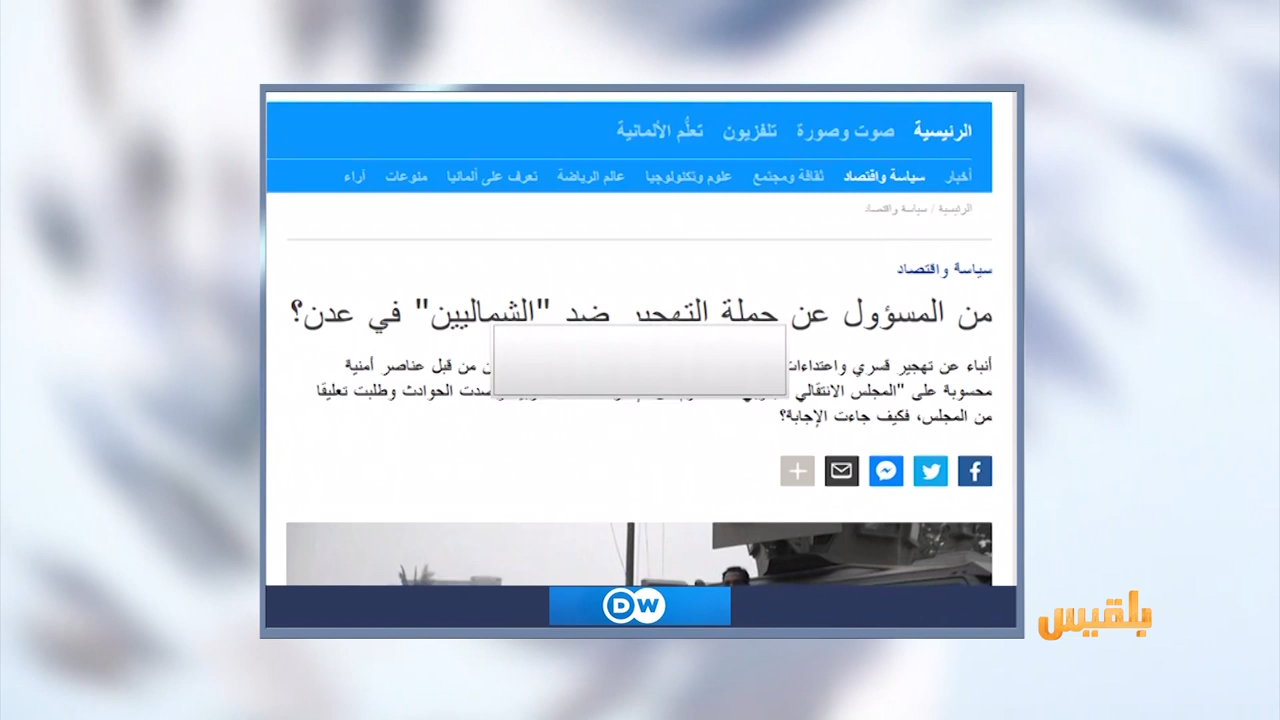 الرئيسية صوت وصورة تلفزيون تعلُّم الألمانية
أخبار سياسة واقتصاد ثقافة ومجتمع علوم وتكنولوجيا عالم الرياضة تعرف على ألمانيا منوعات آراء
الرئيسية / سياسة واقتصاد
سياسة واقتصاد
من المسؤول عن حملة التهجير ضد "الشماليين" في عدن؟
أنباء عن تهجير قسري واعتداءات من قبل عناصر أمنية
محسوبة على "المجلس الانتقالي الحوادث وطلبت تعليقا
من المجلس، فكيف جاءت الإجابة؟
DW
بلقيس